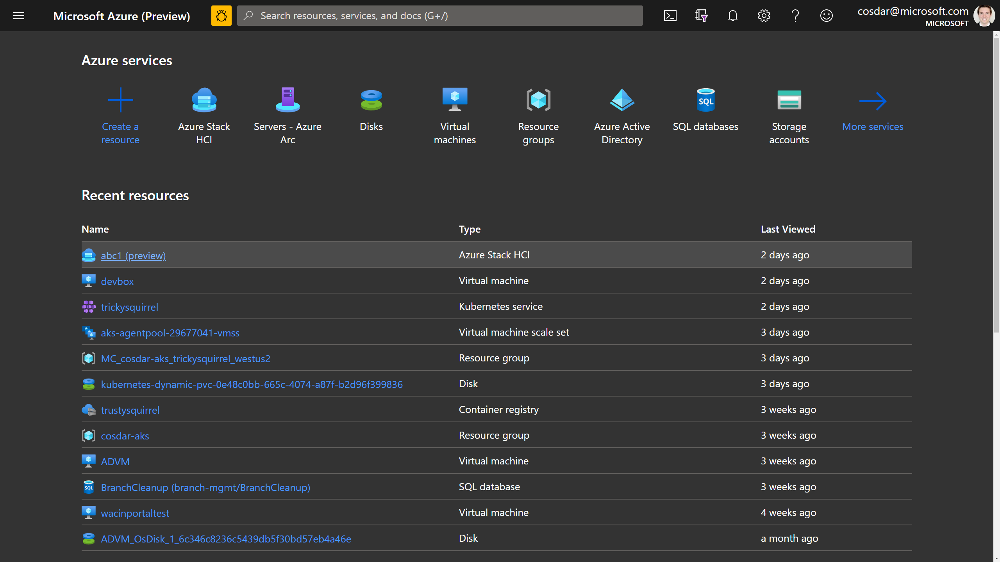 Microsoft Azure (Preview)
Search resources, services, and docs (G+/)
cosdar@microsoft.com
MICROSOFT
Azure services
Create a
resource
Azure Stack
HCI
Servers - Azure
Arc
Disks
Virtual
machines
Resource
groups
Azure Active
Directory
SQL
SQL databases
Storage
accounts
More services
Recent resources
Name Type Last Viewed
abc1 (preview) Azure Stack HCI 2 days ago
devbox Virtual machine 2 days ago
trickysquirrel Kubernetes service 2 days ago
aks-agentpool-29677041-vmss Virtual machine scale set 3 days ago
MC_cosdar-aks_trickysquirrel_westus2 Resource group 3 days ago
kubernetes-dynamic-pvc-0e48c0bb-665c-4074-a87f-b2d96f399836 Disk 3 days ago
trustysquirrel Container registry 3 weeks ago
cosdar-aks Resource group 3 weeks ago
ADVM Virtual machine 3 weeks ago
SQL BranchCleanup (branch-mgmt/BranchCleanup) SQL database 3 weeks ago
wacinportaltest Virtual machine 4 weeks ago
ADVM_OsDisk_1_6c346c8236c5439db5f30bd57eb4a46e Disk a month ago